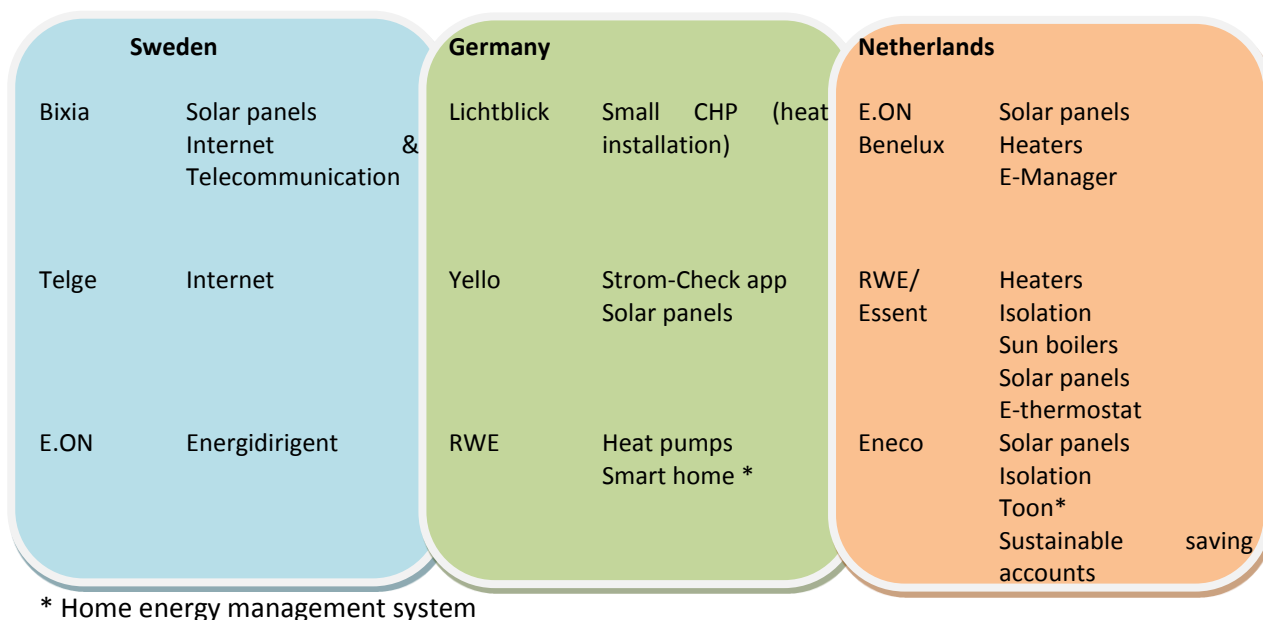 Sweden
Bixia Solar panels
Internet &
Telecommunication
Telge Internet
E.ON Energidirigent
Germany
Lichtblick Small CHP (heat
installation)
Yello Strom-Check app
Solar panels
RWE Heat pumps
Smart home *
Netherlands
E.ON Solar panels
Benelux Heaters
E-Manager
RWE/ Heaters
Essent Isolation
Sun boilers
Solar panels
E-thermostat
Eneco Solar panels
Isolation
Toon*
Sustainable saving
accounts
* Home energy management system